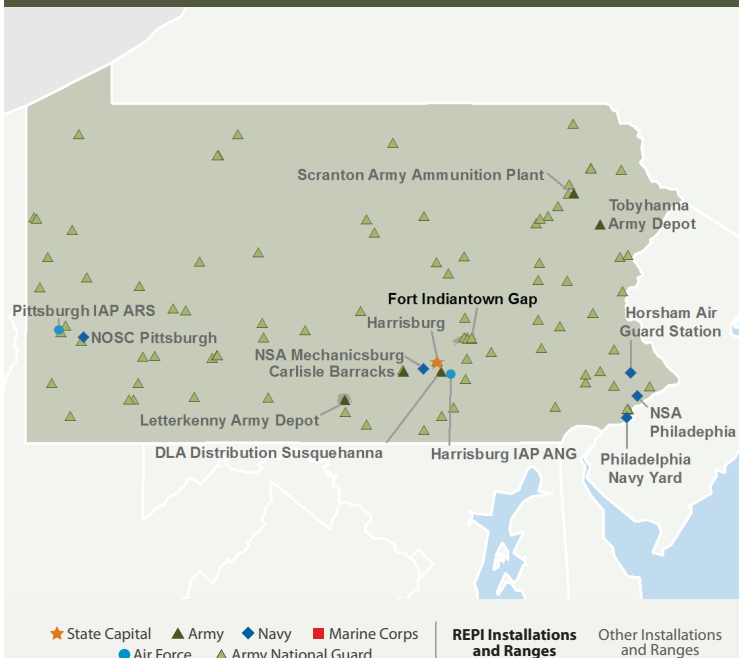 Scranton Army Ammunition Plant
Tobyhanna
Army Depot
Fort Indiantown Gap
Pittsburgh IAP ARS
Harrisburg
Horsham Air
Guard Station
NOSC Pittsburgh
NSA Mechanicsburg
Carlisle Barracks
Letterkenny Army Depot
NSA
Philadephia
DLA Distribution Susquehanna
Harrisburg IAP ANG
Philadelphia
Navy Yard
State Capital
Army
Navy
Marine Corps
Air Force
Army National Guard
REPI Installations
and Ranges
Other Installations
and Ranges